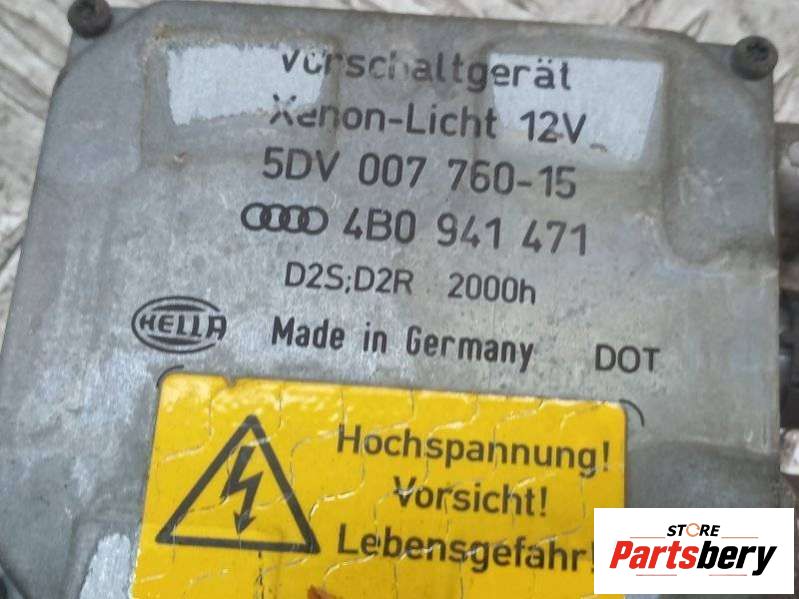 Vorschaltgerät
Xenon-Licht 12V
5DV 007 760-15
4B0 941 471
D2S;D2R 2000h
HELLA Made in Germany DOT
Hochspannung!
Vorsicht!
Lebensgefahr!
STORE
Partsbery